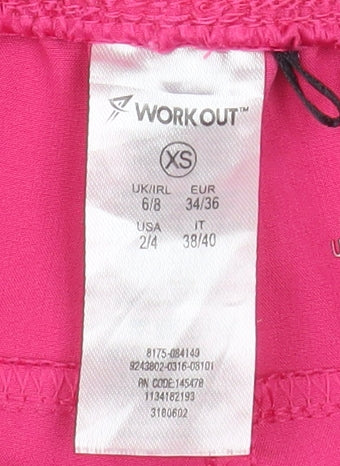 WORKOUT™
XS
UK/IRL EUR
6/8 34/36
USA IT
2/4 38/40
8175-084149
9243802-0316-03101
RN CODE:145478
1134182193
3160602